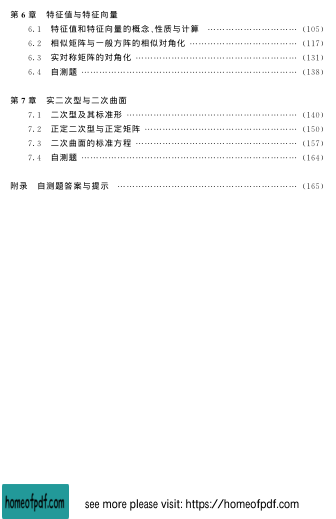 第6章 特征值与特征向量
6.1 特征值和特征向量的概念、性质与计算 ………………………… (105)
6.2 相似矩阵与一般方阵的相似对角化 ……………………………… (117)
6.3 实对称矩阵的对角化 ……………………………………………… (131)
6.4 自测题 ……………………………………………………………… (138)
第7章 实二次型与二次曲面
7.1 二次型及其标准形 ………………………………………………… (140)
7.2 正定二次型与正定矩阵 …………………………………………… (150)
7.3 二次曲面的标准方程 ……………………………………………… (157)
7.4 自测题 ……………………………………………………………… (164)
附录 自测题答案与提示 ……………………………………………………… (165)
homeofpdf.com
see more please visit: https://homeofpdf.com